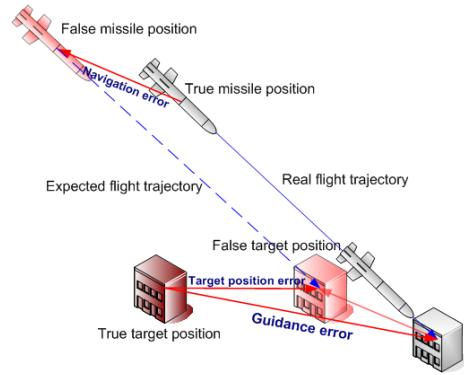 False missile position
Navigation error
True missile position
Expected flight trajectory
Real flight trajectory
False target position
Target position error
True target position
Guidance error